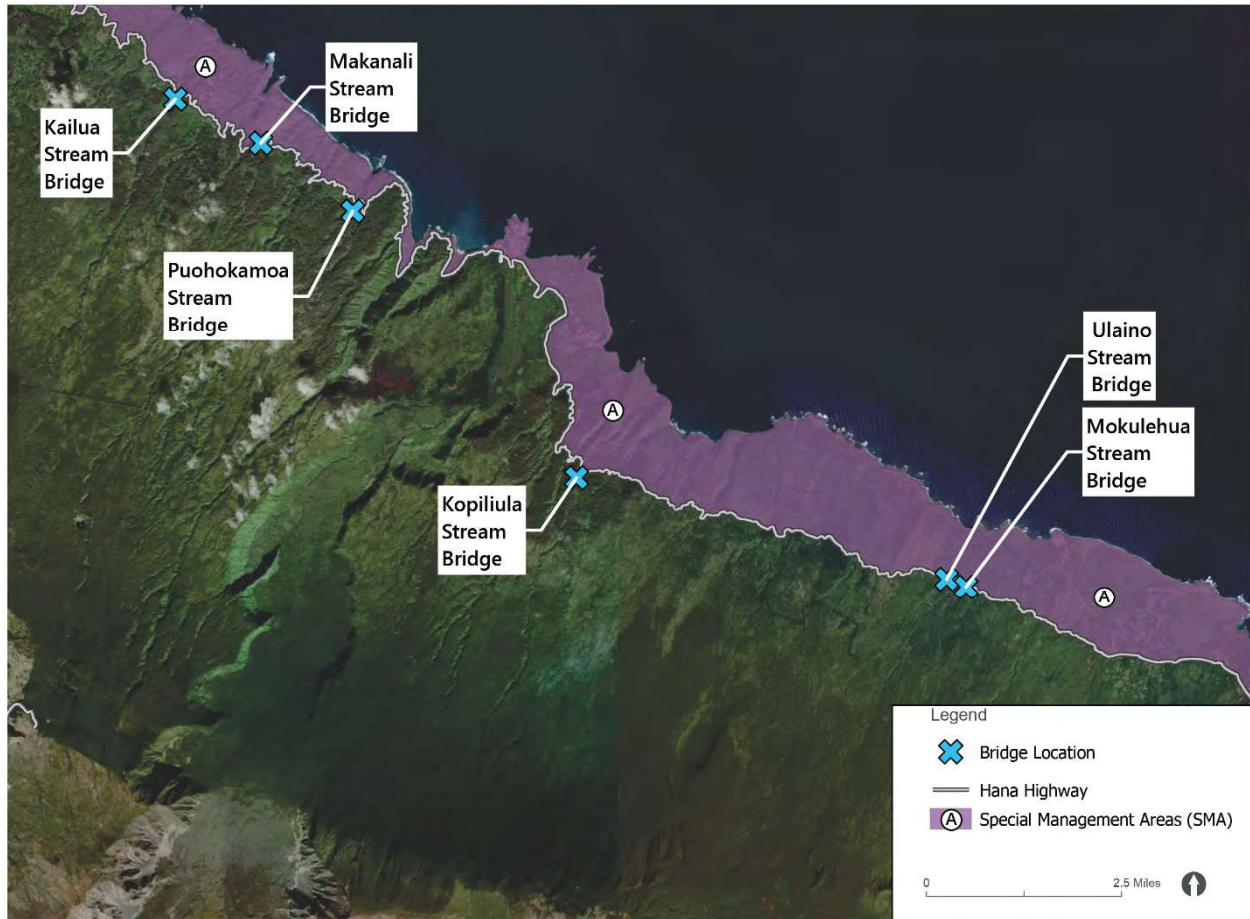 Makanali
Stream
Bridge
A
Kailua
Stream
Bridge
Puohokamoa
Stream
Bridge
Ulaino
Stream
Bridge
A
Mokulehua
Stream
Bridge
Kopiliula
Stream
Bridge
A
Legend
Bridge Location
Hana Highway
A Special Management Areas (SMA)
0 2.5 Miles